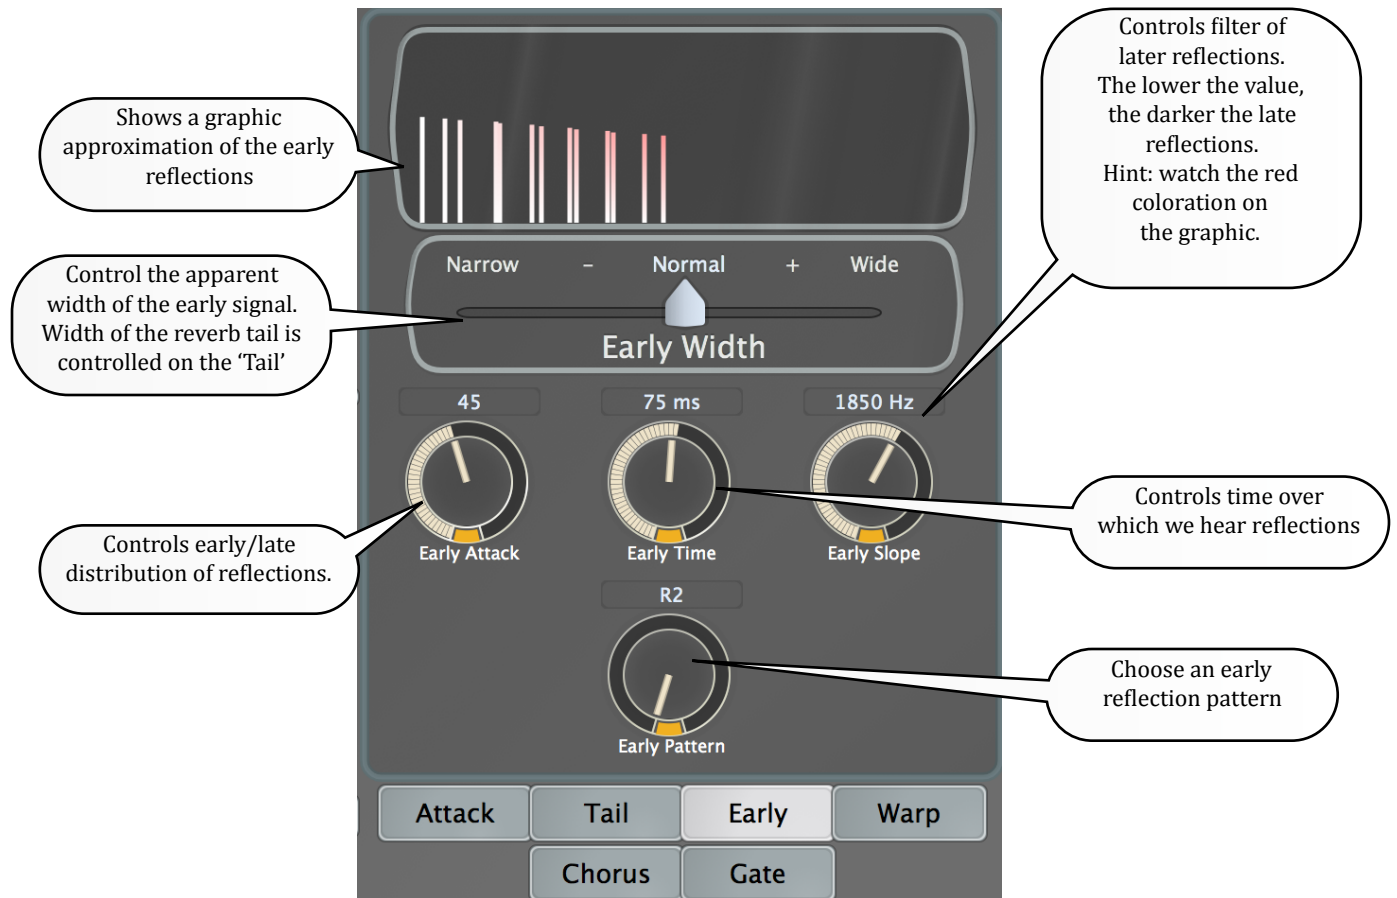 Shows a graphic
approximation of the early
reflections
Control the apparent
width of the early signal.
Width of the reverb tail is
controlled on the ‘Tail’
Controls early/late
distribution of reflections.
Narrow – Normal + Wide
Early Width
45
75 ms
1850 Hz
Early Attack
Early Time
Early Slope
R2
Early Pattern
Attack
Tail
Early
Warp
Chorus
Gate
Controls filter of
later reflections.
The lower the value,
the darker the late
reflections.
Hint: watch the red
coloration on
the graphic.
Controls time over
which we hear reflections
Choose an early
reflection pattern